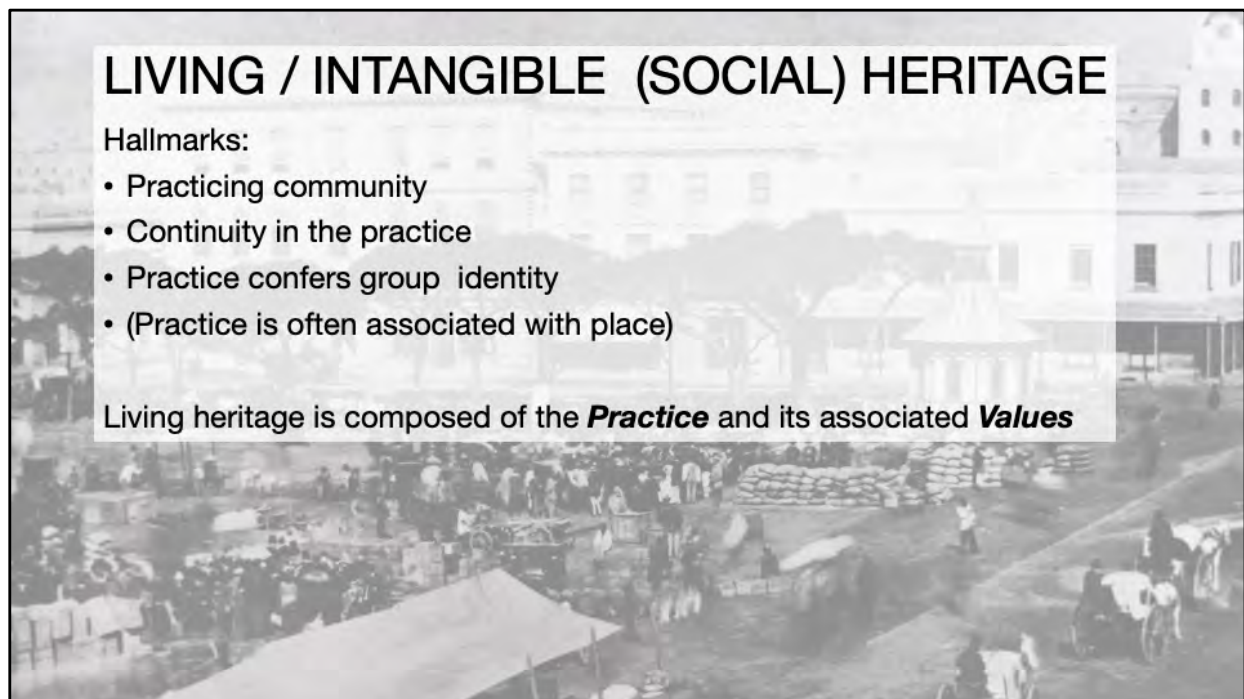 LIVING / INTANGIBLE (SOCIAL) HERITAGE
Hallmarks:
• Practicing community
• Continuity in the practice
• Practice confers group identity
• (Practice is often associated with place)
Living heritage is composed of the Practice and its associated Values